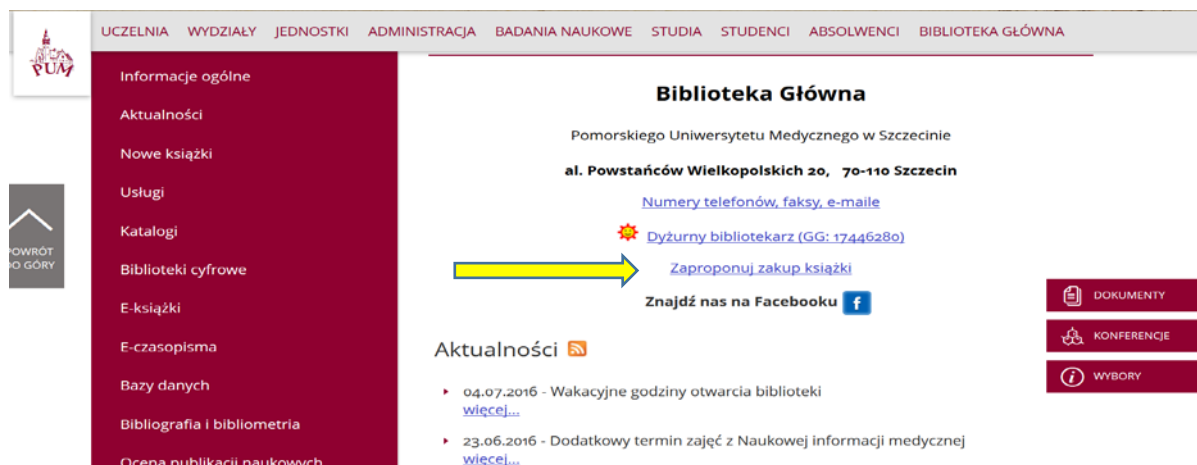 UCZELNIA WYDZIAŁY JEDNOSTKI ADMINISTRACJA BADANIA NAUKOWE STUDIA STUDENCI ABSOLWENCI BIBLIOTEKA GŁÓWNA
PUM
Informacje ogólne
Aktualności
Nowe książki
Usługi
Katalogi
Biblioteki cyfrowe
E-książki
E-czasopisma
Bazy danych
Bibliografia i bibliometria
Ocena publikacji naukowych
POWRÓT
DO GÓRY
Biblioteka Główna
Pomorskiego Uniwersytetu Medycznego w Szczecinie
al. Powstańców Wielkopolskich 20, 70-110 Szczecin
Numery telefonów, faksy, e-maile
Dyżurny bibliotekarz (GG: 17446280)
Zaproponuj zakup książki
Znajdź nas na Facebooku f
Aktualności
04.07.2016 - Wakacyjne godziny otwarcia biblioteki
więcej...
23.06.2016 - Dodatkowy termin zajęć z Naukowej informacji medycznej
więcej...
DOKUMENTY
KONFERENCJE
WYBORY